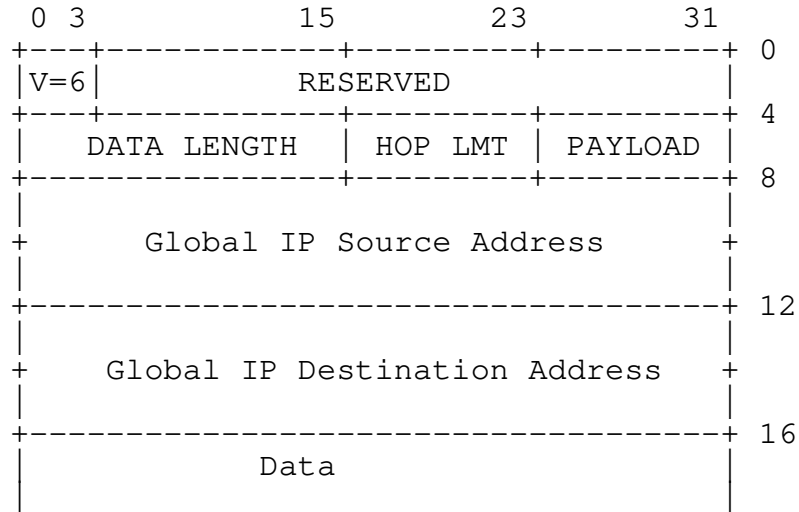 0 3 15 23 31
+---+------------+---------+---------+ 0
|V=6| RESERVED |
+---+------------+---------+---------+ 4
| DATA LENGTH | HOP LMT | PAYLOAD |
+----------------+---------+---------+ 8
| |
+ Global IP Source Address +
| |
+------------------------------------+ 12
| |
+ Global IP Destination Address +
| |
+------------------------------------+ 16
| Data |
| |